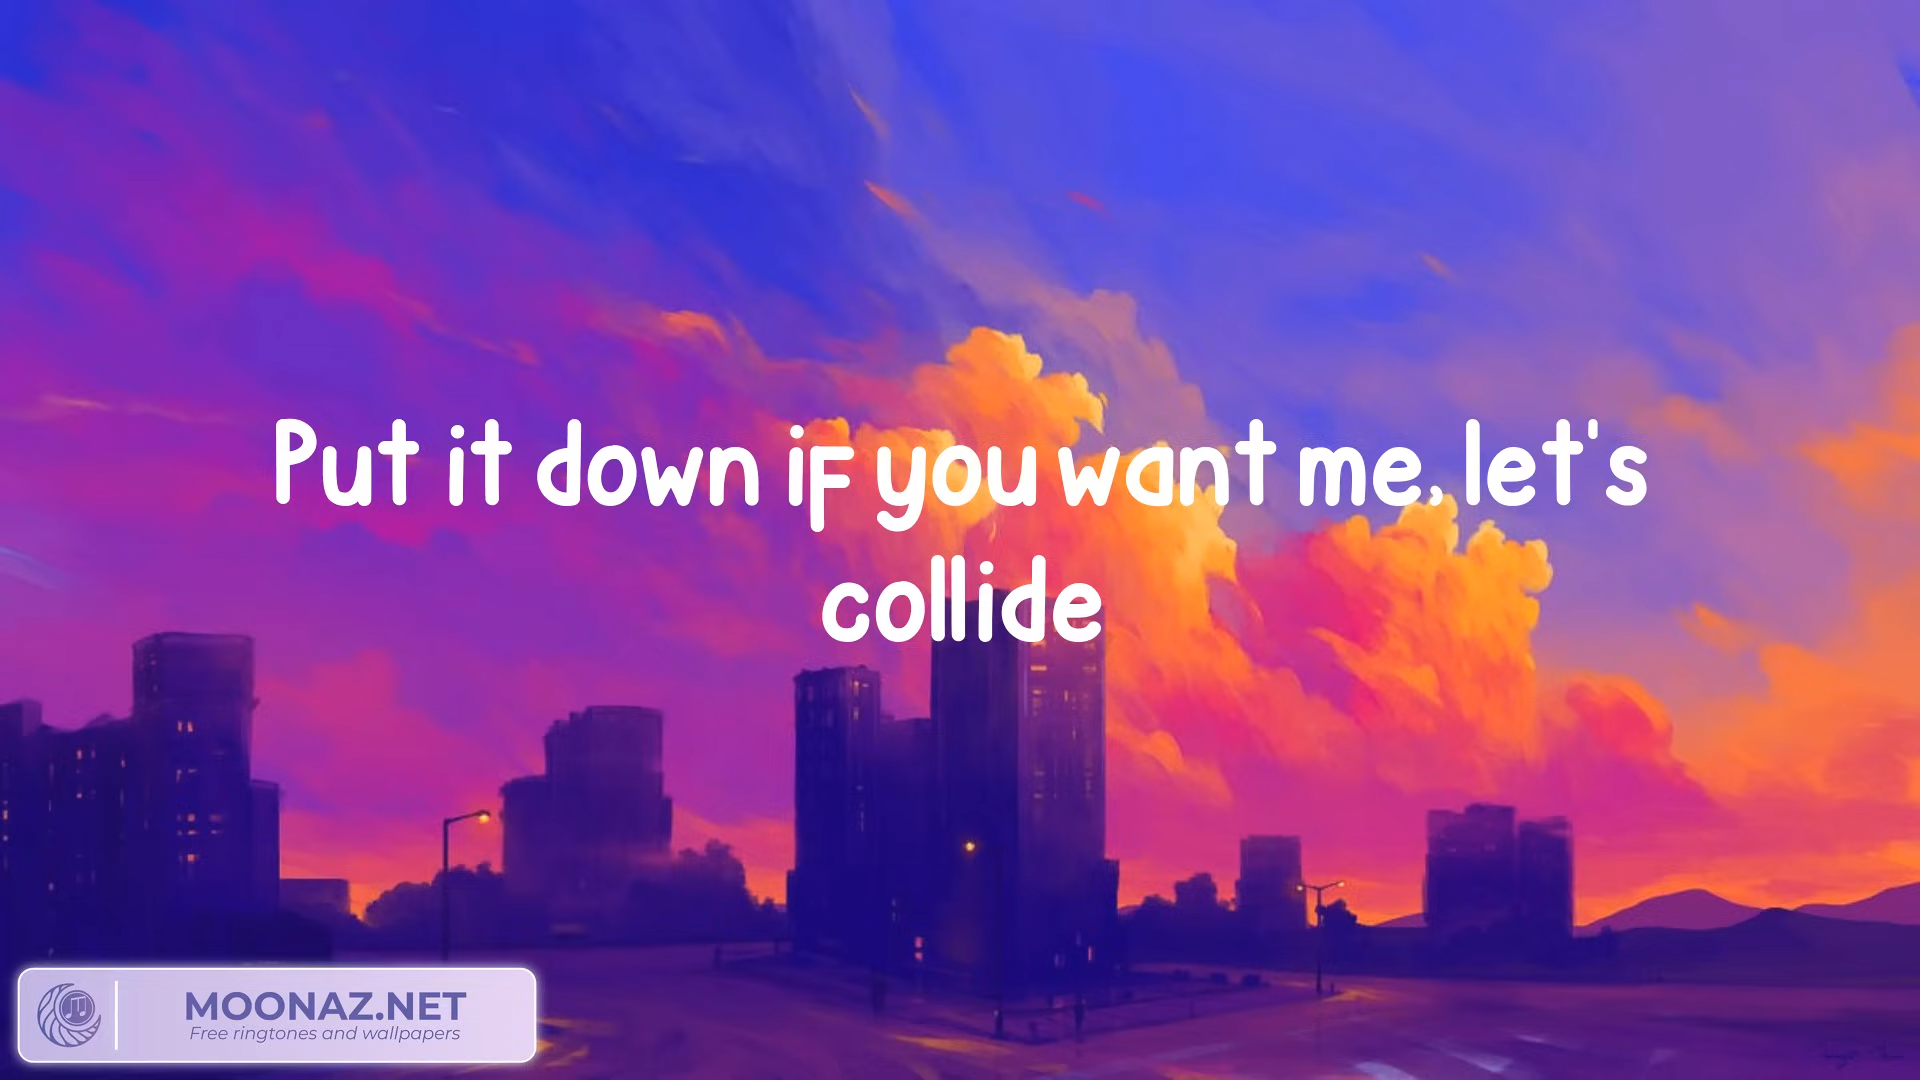 Put it down if you want me, let's
collide
MOONAZ.NET
Free ringtones and wallpapers